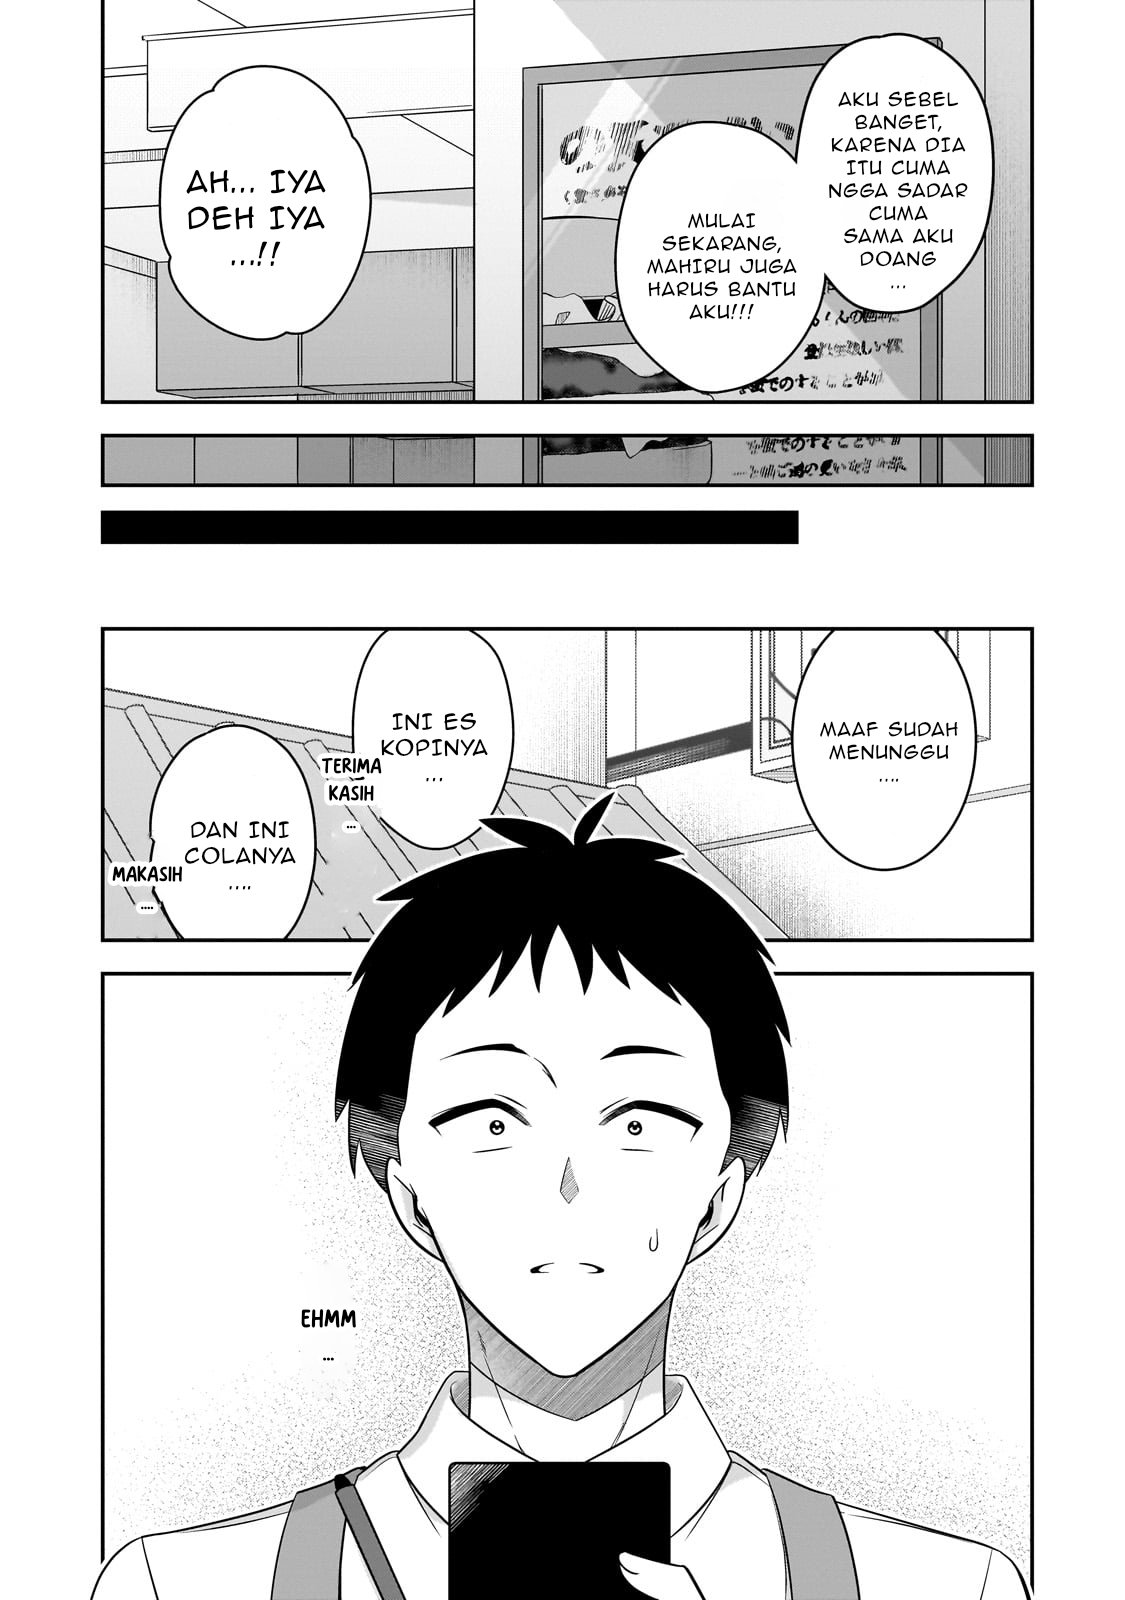 AKU SEBEL
BANGET,
KARENA DIA
ITU CUMA
NGGA SADAR
CUMA
SAMA AKU
DOANG
...
MULAI
SEKARANG,
MAHIRU JUGA
HARUS BANTU
AKU!!!
AH... IYA
DEH IYA
...!!
MAAF SUDAH
MENUNGGU
....
INI ES
KOPINYA
...
TERIMA
KASIH
...
DAN INI
COLANYA
....
MAKASIH
....
EHMM
...